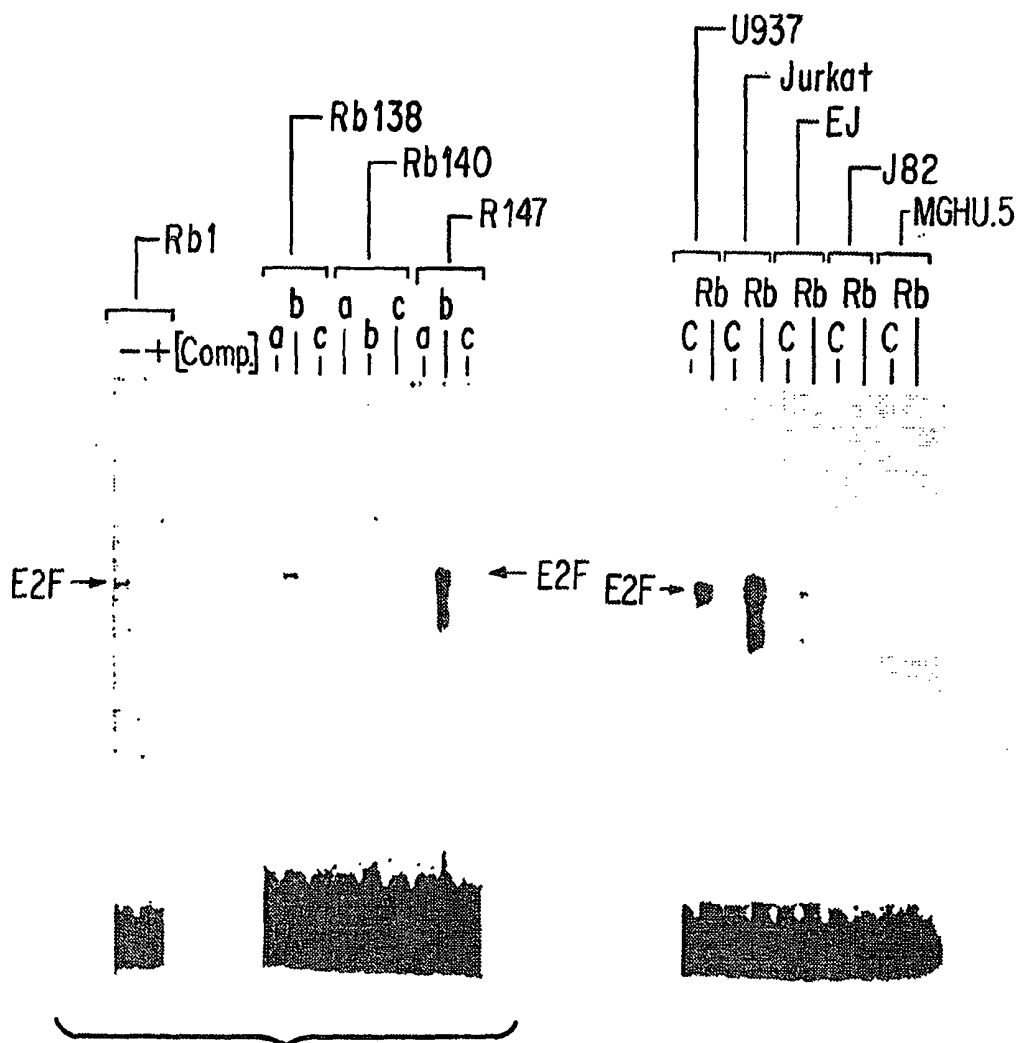 U937
Jurkat
Rb138
EJ
Rb140
J82
R147
MGHU.5
Rb1
Rb Rb Rb Rb Rb
b a c b
a c b a c
C C C C C
-+[Comp.]
E2F
E2F
E2F